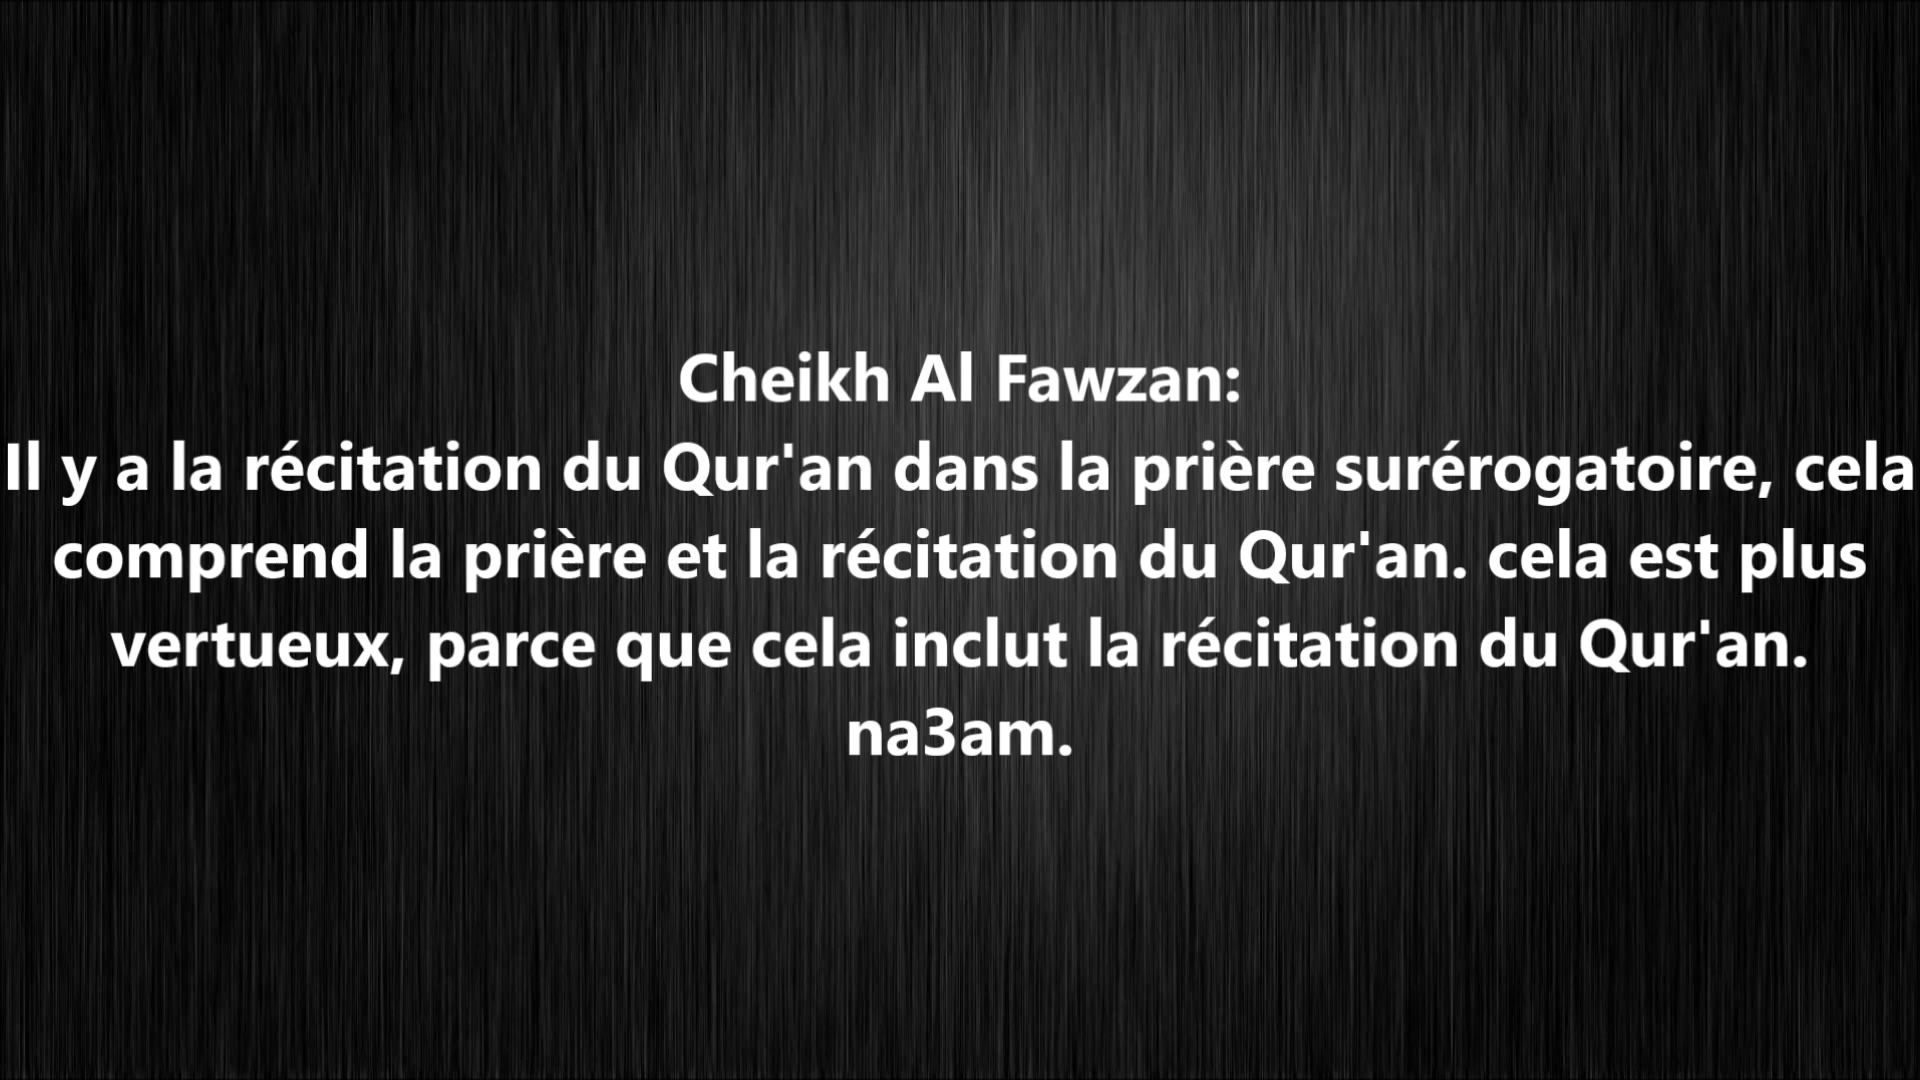 Cheikh Al Fawzan:
Il y a la récitation du Qur'an dans la prière surérogatoire, cela
comprend la prière et la récitation du Qur'an. cela est plus
vertueux, parce que cela inclut la récitation du Qur'an.
na3am.